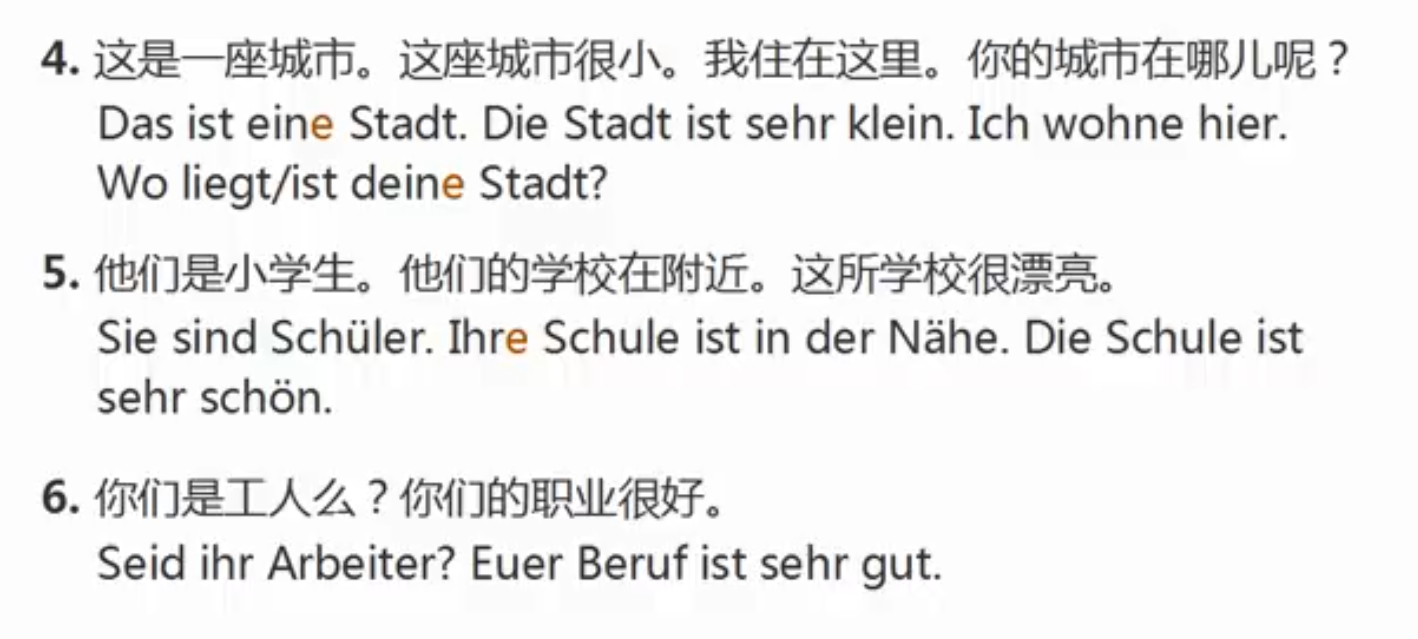 4. 这是一座城市。这座城市很小。我住在这里。你的城市在哪儿呢？
Das ist eine Stadt. Die Stadt ist sehr klein. Ich wohne hier.
Wo liegt/ist deine Stadt?
5. 他们是小学生。他们的学校在附近。这所学校很漂亮。
Sie sind Schüler. Ihre Schule ist in der Nähe. Die Schule ist
sehr schön.
6. 你们是工人么？你们的职业很好。
Seid ihr Arbeiter? Euer Beruf ist sehr gut.